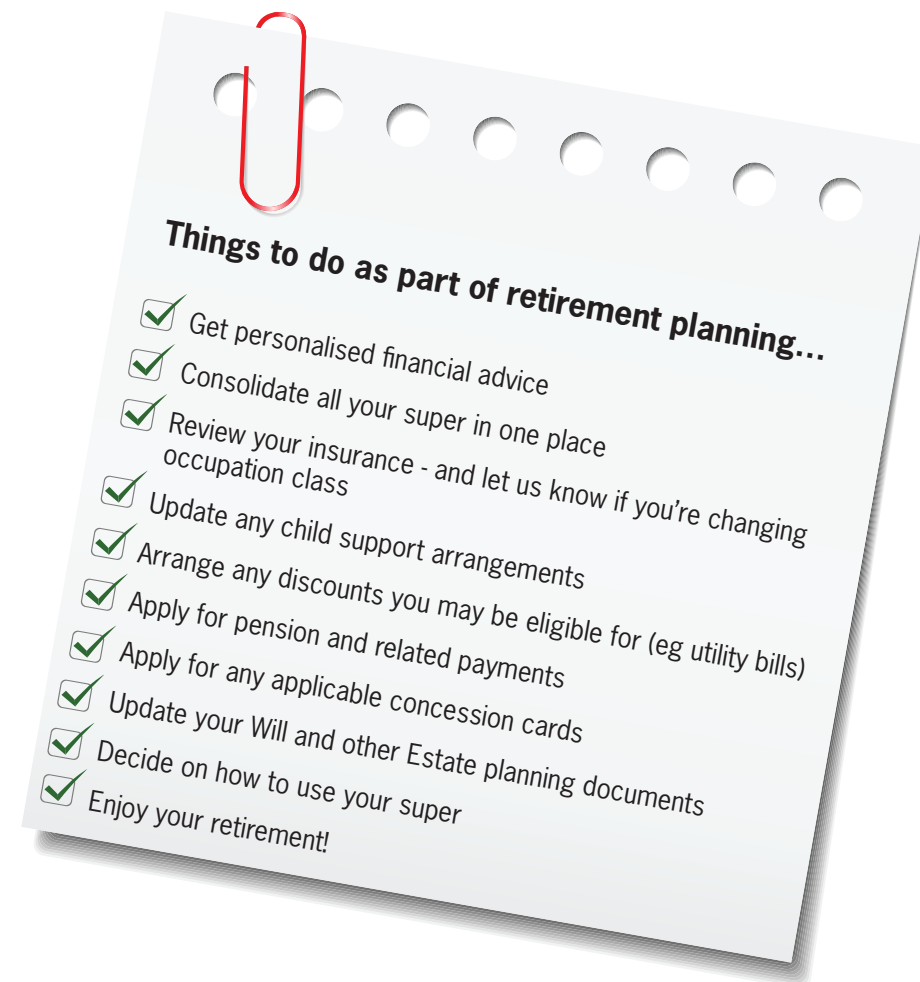 Things to do as part of retirement planning...
Get personalised financial advice
Consolidate all your super in one place
Review your insurance - and let us know if you're changing
occupation class
Update any child support arrangements
Arrange any discounts you may be eligible for (eg utility bills)
Apply for pension and related payments
Apply for any applicable concession cards
Update your Will and other Estate planning documents
Decide on how to use your super
Enjoy your retirement!